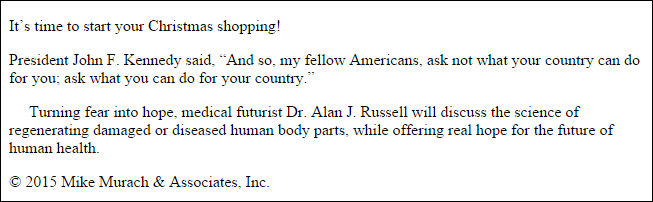 It’s time to start your Christmas shopping!
President John F. Kennedy said, “And so, my fellow Americans, ask not what your country can do
for you; ask what you can do for your country.”
Turning fear into hope, medical futurist Dr. Alan J. Russell will discuss the science of
regenerating damaged or diseased human body parts, while offering real hope for the future of
human health.
© 2015 Mike Murach & Associates, Inc.